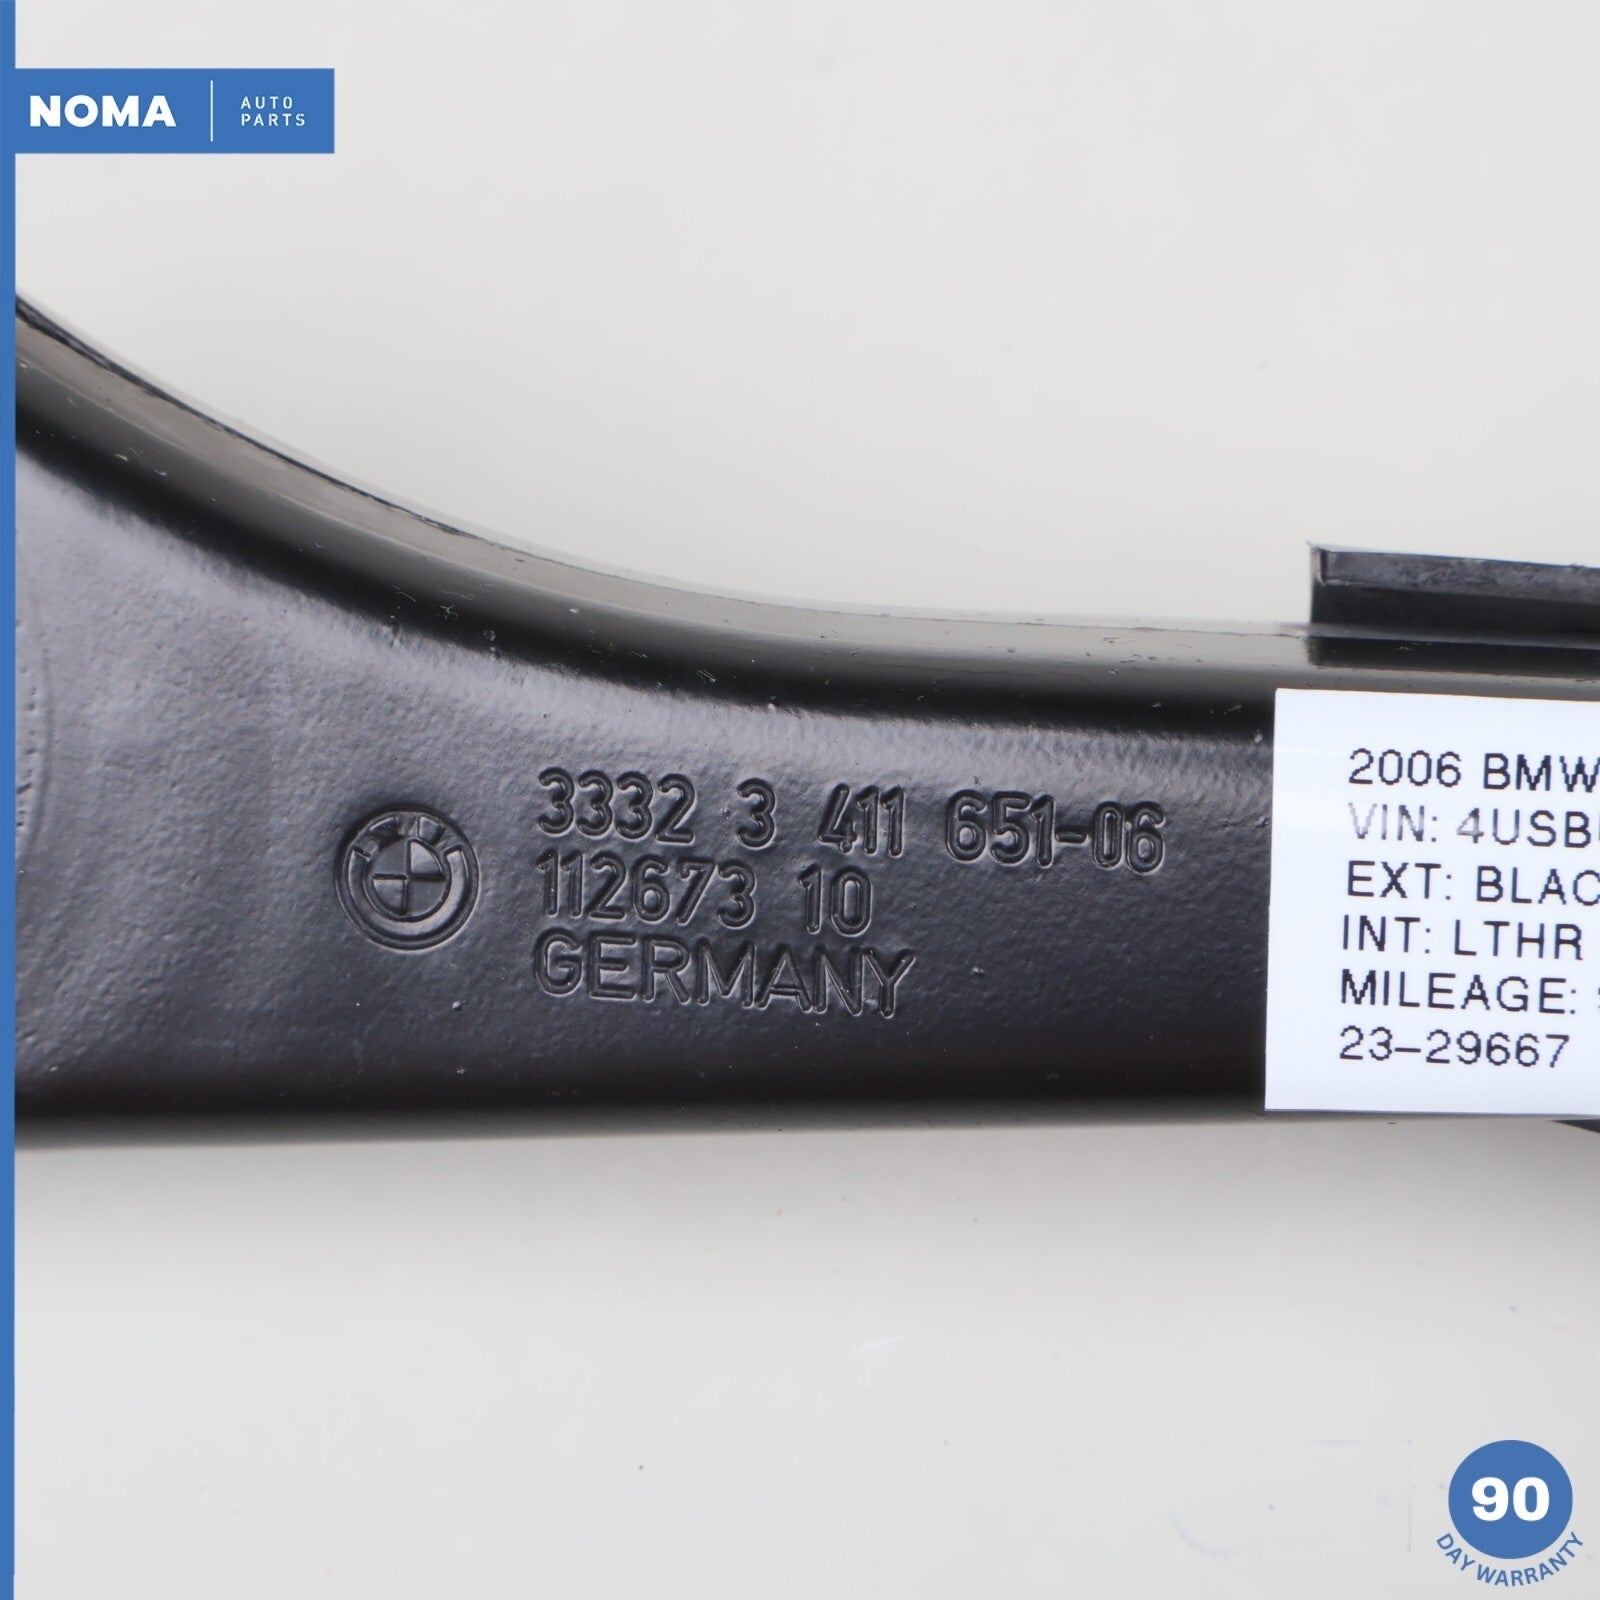 NOMA
AUTO
PARTS
3332 3 411 651-06
112673 10
GERMANY
2006 BMW
VIN: 4USB
EXT: BLAC
INT: LTHR
MILEAGE:
23-29667
90
DAY WARRANTY